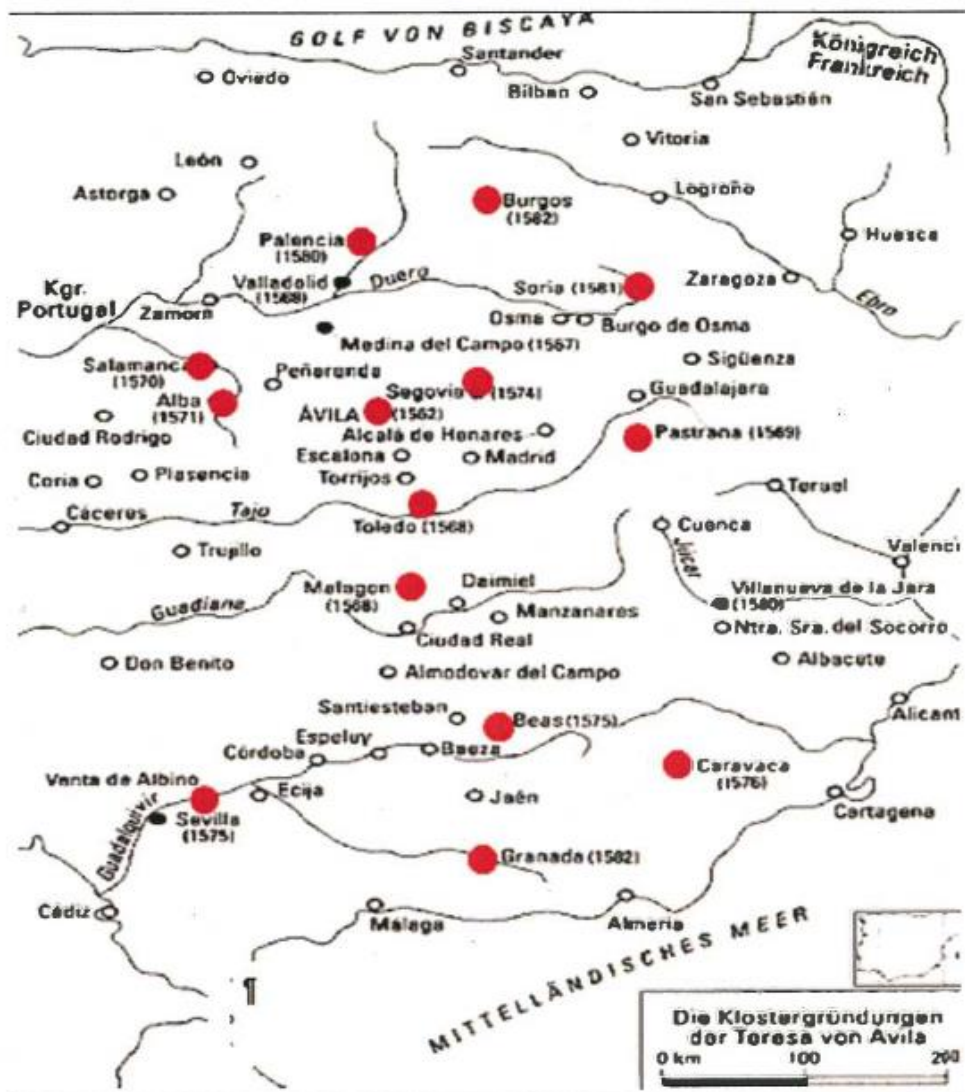 GOLF VON BISCAYA
Königreich
Frankreich
Santander
Oviedo
Bilban
San Sebastián
Vitoria
León
Astorga
Logroño
Burgos
(1582)
Huesca
Palencia
(1580)
Valladolid
(1568)
Duero
Soria (1581)
Zaragoza
Ebro
Kgr.
Portugal
Zamora
Osma
Burgo de Osma
Medina del Campo (1567)
Salamanca
(1570)
Peñaranda
Segovia
(1574)
Sigüenza
Guadalajara
Alba
(1571)
ÁVILA
(1562)
Ciudad Rodrigo
Alcalá de Henares
Pastrana (1569)
Escalona
Madrid
Coria
Plasencia
Torrijos
Teruel
Cáceres
Tajo
Toledo (1568)
Cuenca
Trujillo
Júcar
Valenci
Malagon
(1568)
Daimiel
Villanueva de la Jara
(1580)
Guadiana
Manzanares
Ciudad Real
Ntra. Sra. del Socorro
Don Benito
Almodovar del Campo
Albacete
Santiesteban
Beas (1575)
Alicant
Espeluy
Córdoba
Baeza
Caravaca
(1576)
Venta de Albino
Ecija
Jaén
Cartagena
Guadalquivir
Sevilla
(1575)
Granada (1582)
Cádiz
Málaga
Almeria
MITTELLÄNDISCHES MEER
¶
Die Klostergründungen
der Teresa von Avila
0 km 100 200